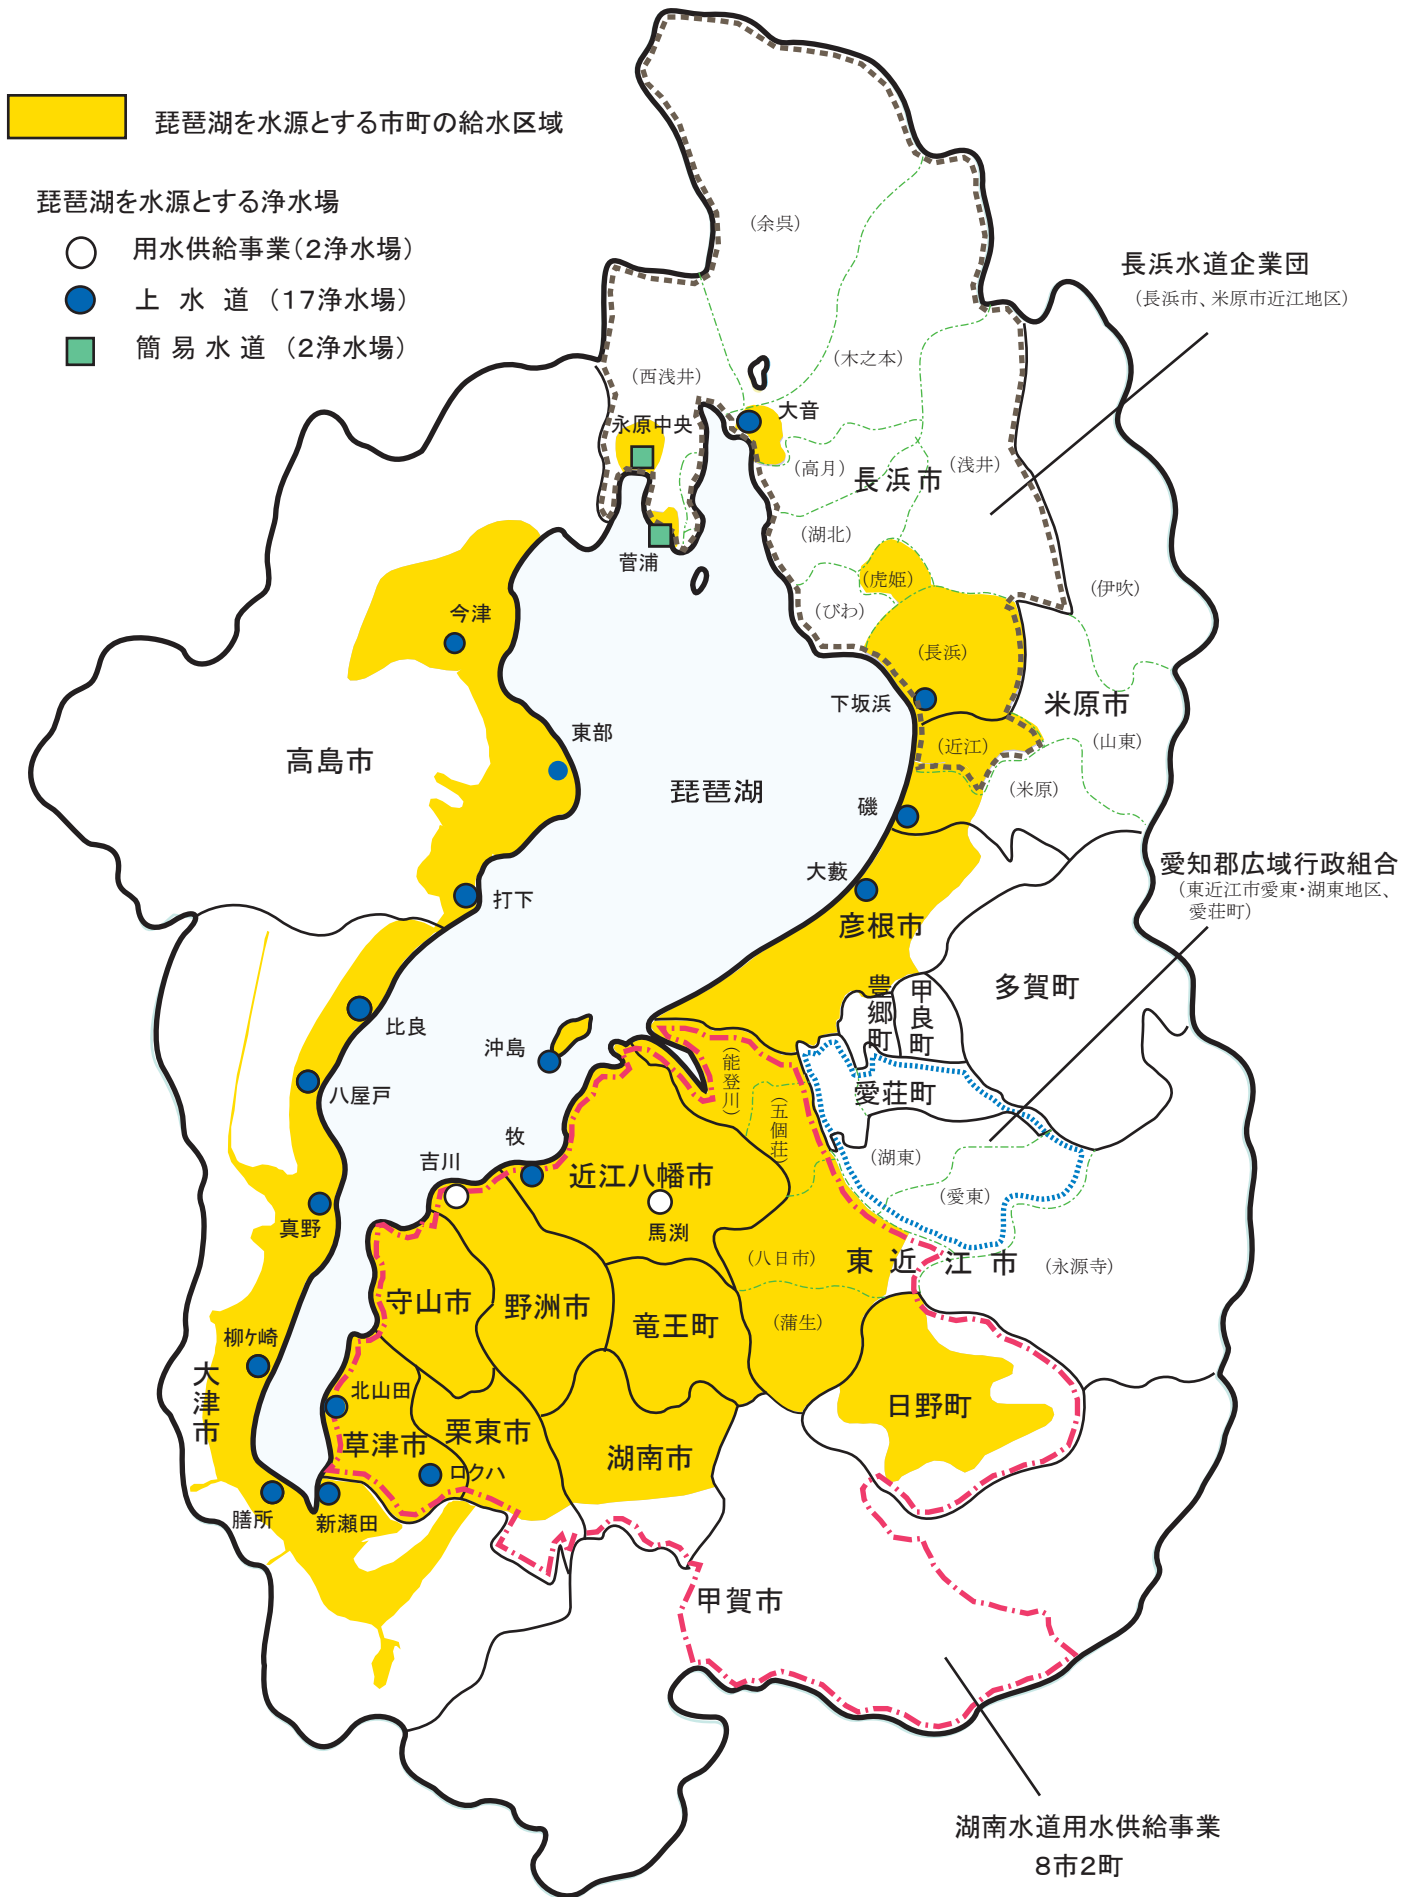 琵琶湖を水源とする市町の給水区域
琵琶湖を水源とする浄水場
用水供給事業(2浄水場)
上水道 (17浄水場)
簡易水道 (2浄水場)
(余呉)
長浜水道企業団
(長浜市、米原市近江地区)
(木之本)
(西浅井)
大音
永原中央
(高月)
(浅井)
長浜市
(湖北)
菅浦
(虎姫)
(伊吹)
(びわ)
今津
(長浜)
下坂浜
米原市
東部
(近江)
(山東)
高島市
琵琶湖
(米原)
磯
愛知郡広域行政組合
(東近江市愛東・湖東地区、
愛荘町)
大藪
打下
彦根市
多賀町
豊郷町
甲良町
比良
沖島
(能登川)
八屋戸
愛荘町
(五個荘)
牧
(湖東)
吉川
近江八幡市
(愛東)
馬渕
真野
(八日市)
東近江市
(永源寺)
守山市
野洲市
竜王町
(蒲生)
柳ケ崎
大津市
北山田
日野町
草津市
栗東市
湖南市
ロクハ
膳所
新瀬田
甲賀市
湖南水道用水供給事業
8市2町